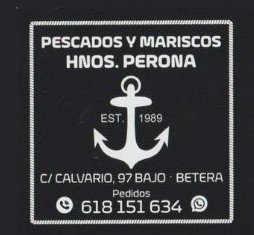 PESCADOS Y MARISCOS
HNOS. PERONA
EST. 1989
C/ CALVARIO, 97 BAJO · BETERA
Pedidos
618 151 634